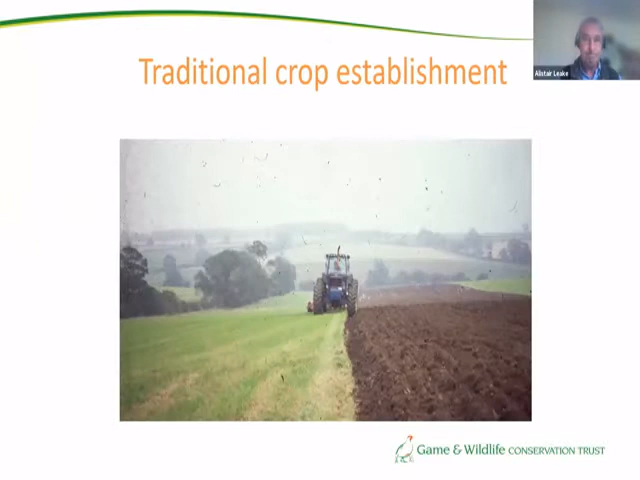 Traditional crop establishment
Alistair Leake
Game & Wildlife CONSERVATION TRUST